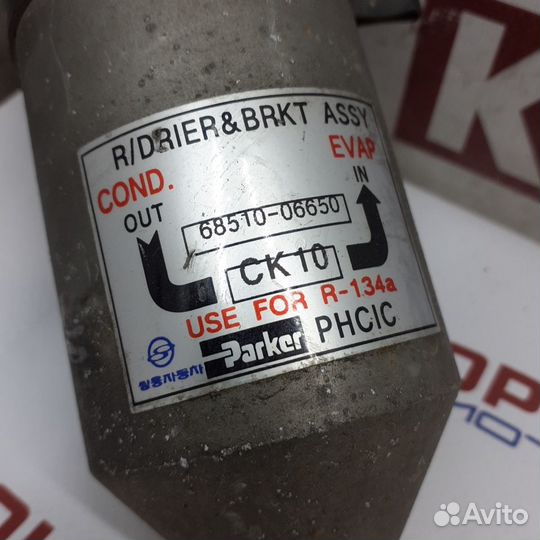 R/DRIER&BRKT ASSY
COND.
EVAP
OUT
IN
68510-06650
CK10
USE FOR R-134a
Parker PHCIC
쌍용자동차
Avito